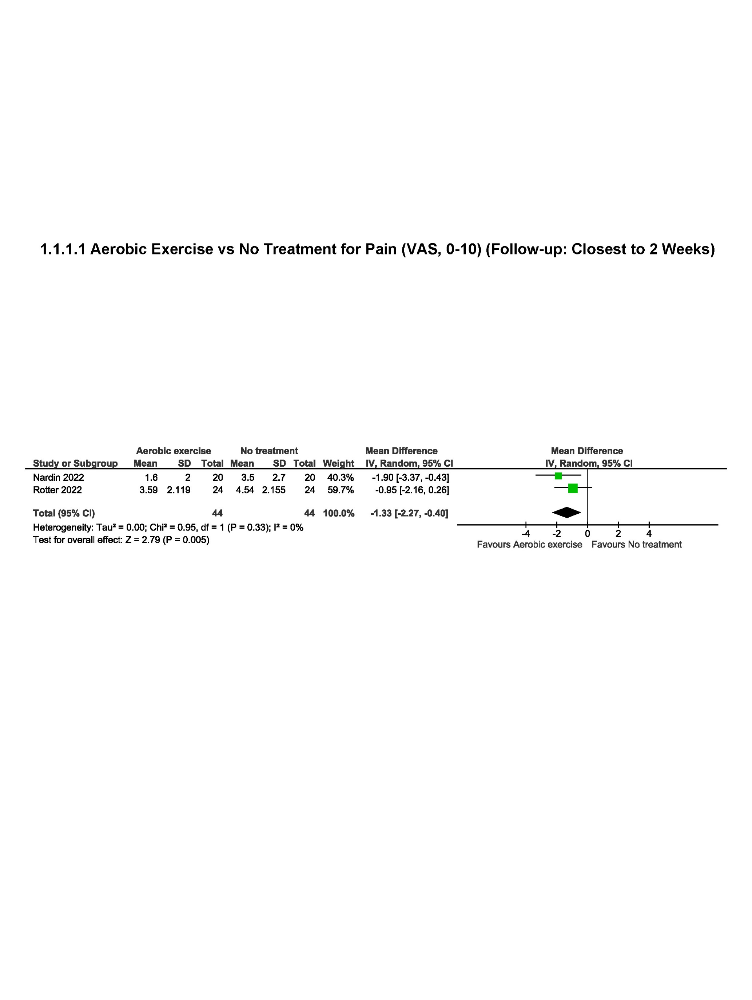 1.1.1.1 Aerobic Exercise vs No Treatment for Pain (VAS, 0-10) (Follow-up: Closest to 2 Weeks)
Aerobic exercise No treatment Mean Difference Mean Difference
Study or Subgroup Mean SD Total Mean SD Total Weight IV, Random, 95% CI IV, Random, 95% CI
Nardin 2022 1.6 2 20 3.5 2.7 20 40.3% -1.90 [-3.37, -0.43]
Rotter 2022 3.59 2.119 24 4.54 2.155 24 59.7% -0.95 [-2.16, 0.26]
Total (95% CI) 44 44 100.0% -1.33 [-2.27, -0.40]
Heterogeneity: Tau² = 0.00; Chi² = 0.95, df = 1 (P = 0.33); I² = 0%
Test for overall effect: Z = 2.79 (P = 0.005)
-4 -2 0 2 4
Favours Aerobic exercise Favours No treatment